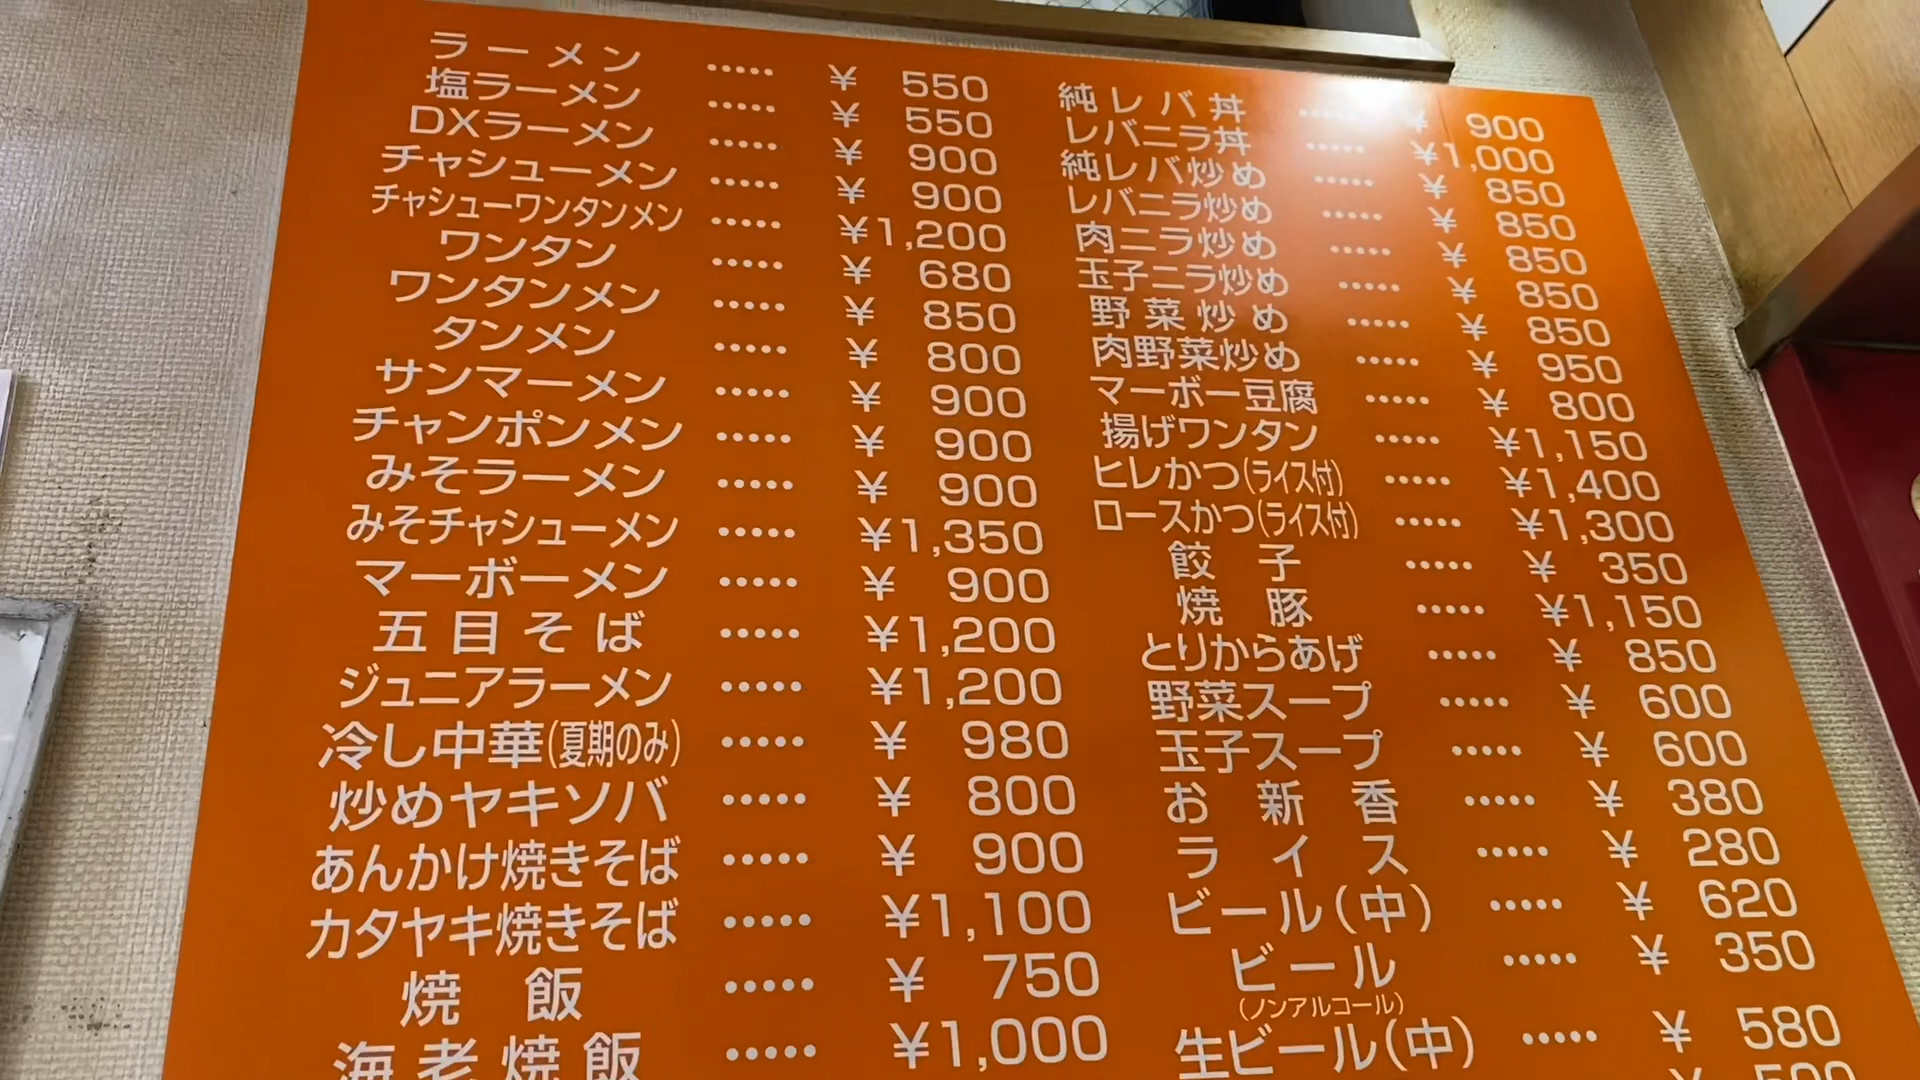 ラーメン ····· ¥ 550
塩ラーメン ····· ¥ 550
DXラーメン ····· ¥ 900
チャシューメン ····· ¥ 900
チャシューワンタンメン ····· ¥1,200
ワンタン ····· ¥ 680
ワンタンメン ····· ¥ 850
タンメン ····· ¥ 800
サンマーメン ····· ¥ 900
チャンポンメン ····· ¥ 900
みそラーメン ····· ¥ 900
みそチャシューメン ····· ¥1,350
マーボーメン ····· ¥ 900
五目そば ····· ¥1,200
ジュニアラーメン ····· ¥1,200
冷し中華(夏期のみ) ····· ¥ 980
炒めヤキソバ ····· ¥ 800
あんかけ焼きそば ····· ¥ 900
カタヤキ焼きそば ····· ¥1,100
焼飯 ····· ¥ 750
海老焼飯 ····· ¥1,000
純レバ丼 ····· ¥ 900
レバニラ丼 ····· ¥1,000
純レバ炒め ····· ¥ 850
レバニラ炒め ····· ¥ 850
肉ニラ炒め ····· ¥ 850
玉子ニラ炒め ····· ¥ 850
野菜炒め ····· ¥ 850
肉野菜炒め ····· ¥ 950
マーボー豆腐 ····· ¥ 800
揚げワンタン ····· ¥1,150
ヒレかつ(ライス付) ····· ¥1,400
ロースかつ(ライス付) ····· ¥1,300
餃子 ····· ¥ 350
焼豚 ····· ¥1,150
とりからあげ ····· ¥ 850
野菜スープ ····· ¥ 600
玉子スープ ····· ¥ 600
お新香 ····· ¥ 380
ライス ····· ¥ 280
ビール(中) ····· ¥ 620
ビール ····· ¥ 350
(ノンアルコール)
生ビール(中) ····· ¥ 580